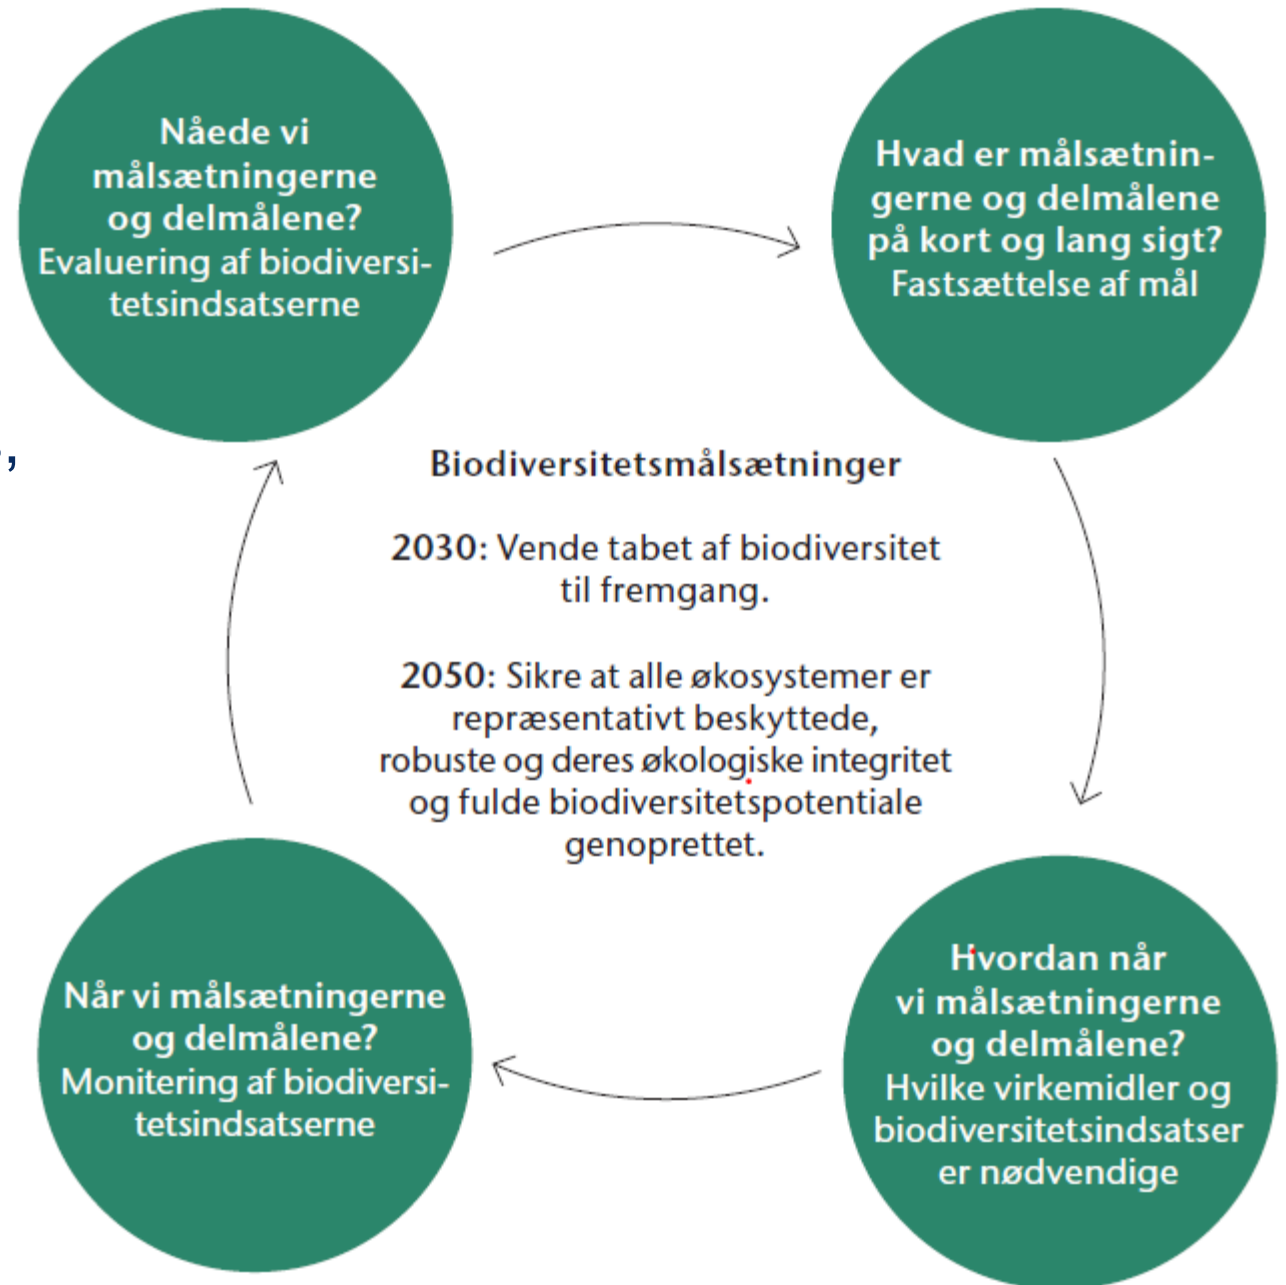 Nåede vi
målsætningerne
og delmålene?
Evaluering af biodiversi-
tetsindsatserne
Hvad er målsætnin-
gerne og delmålene
på kort og lang sigt?
Fastsættelse af mål
,
Biodiversitetsmålsætninger
2030: Vende tabet af biodiversitet
til fremgang.
2050: Sikre at alle økosystemer er
repræsentativt beskyttede,
robuste og deres økologiske integritet
og fulde biodiversitetspotentiale
genoprettet.
Når vi målsætningerne
og delmålene?
Monitering af biodiversi-
tetsindsatserne
Hvordan når
vi målsætningerne
og delmålene?
Hvilke virkemidler og
biodiversitetsindsatser
er nødvendige